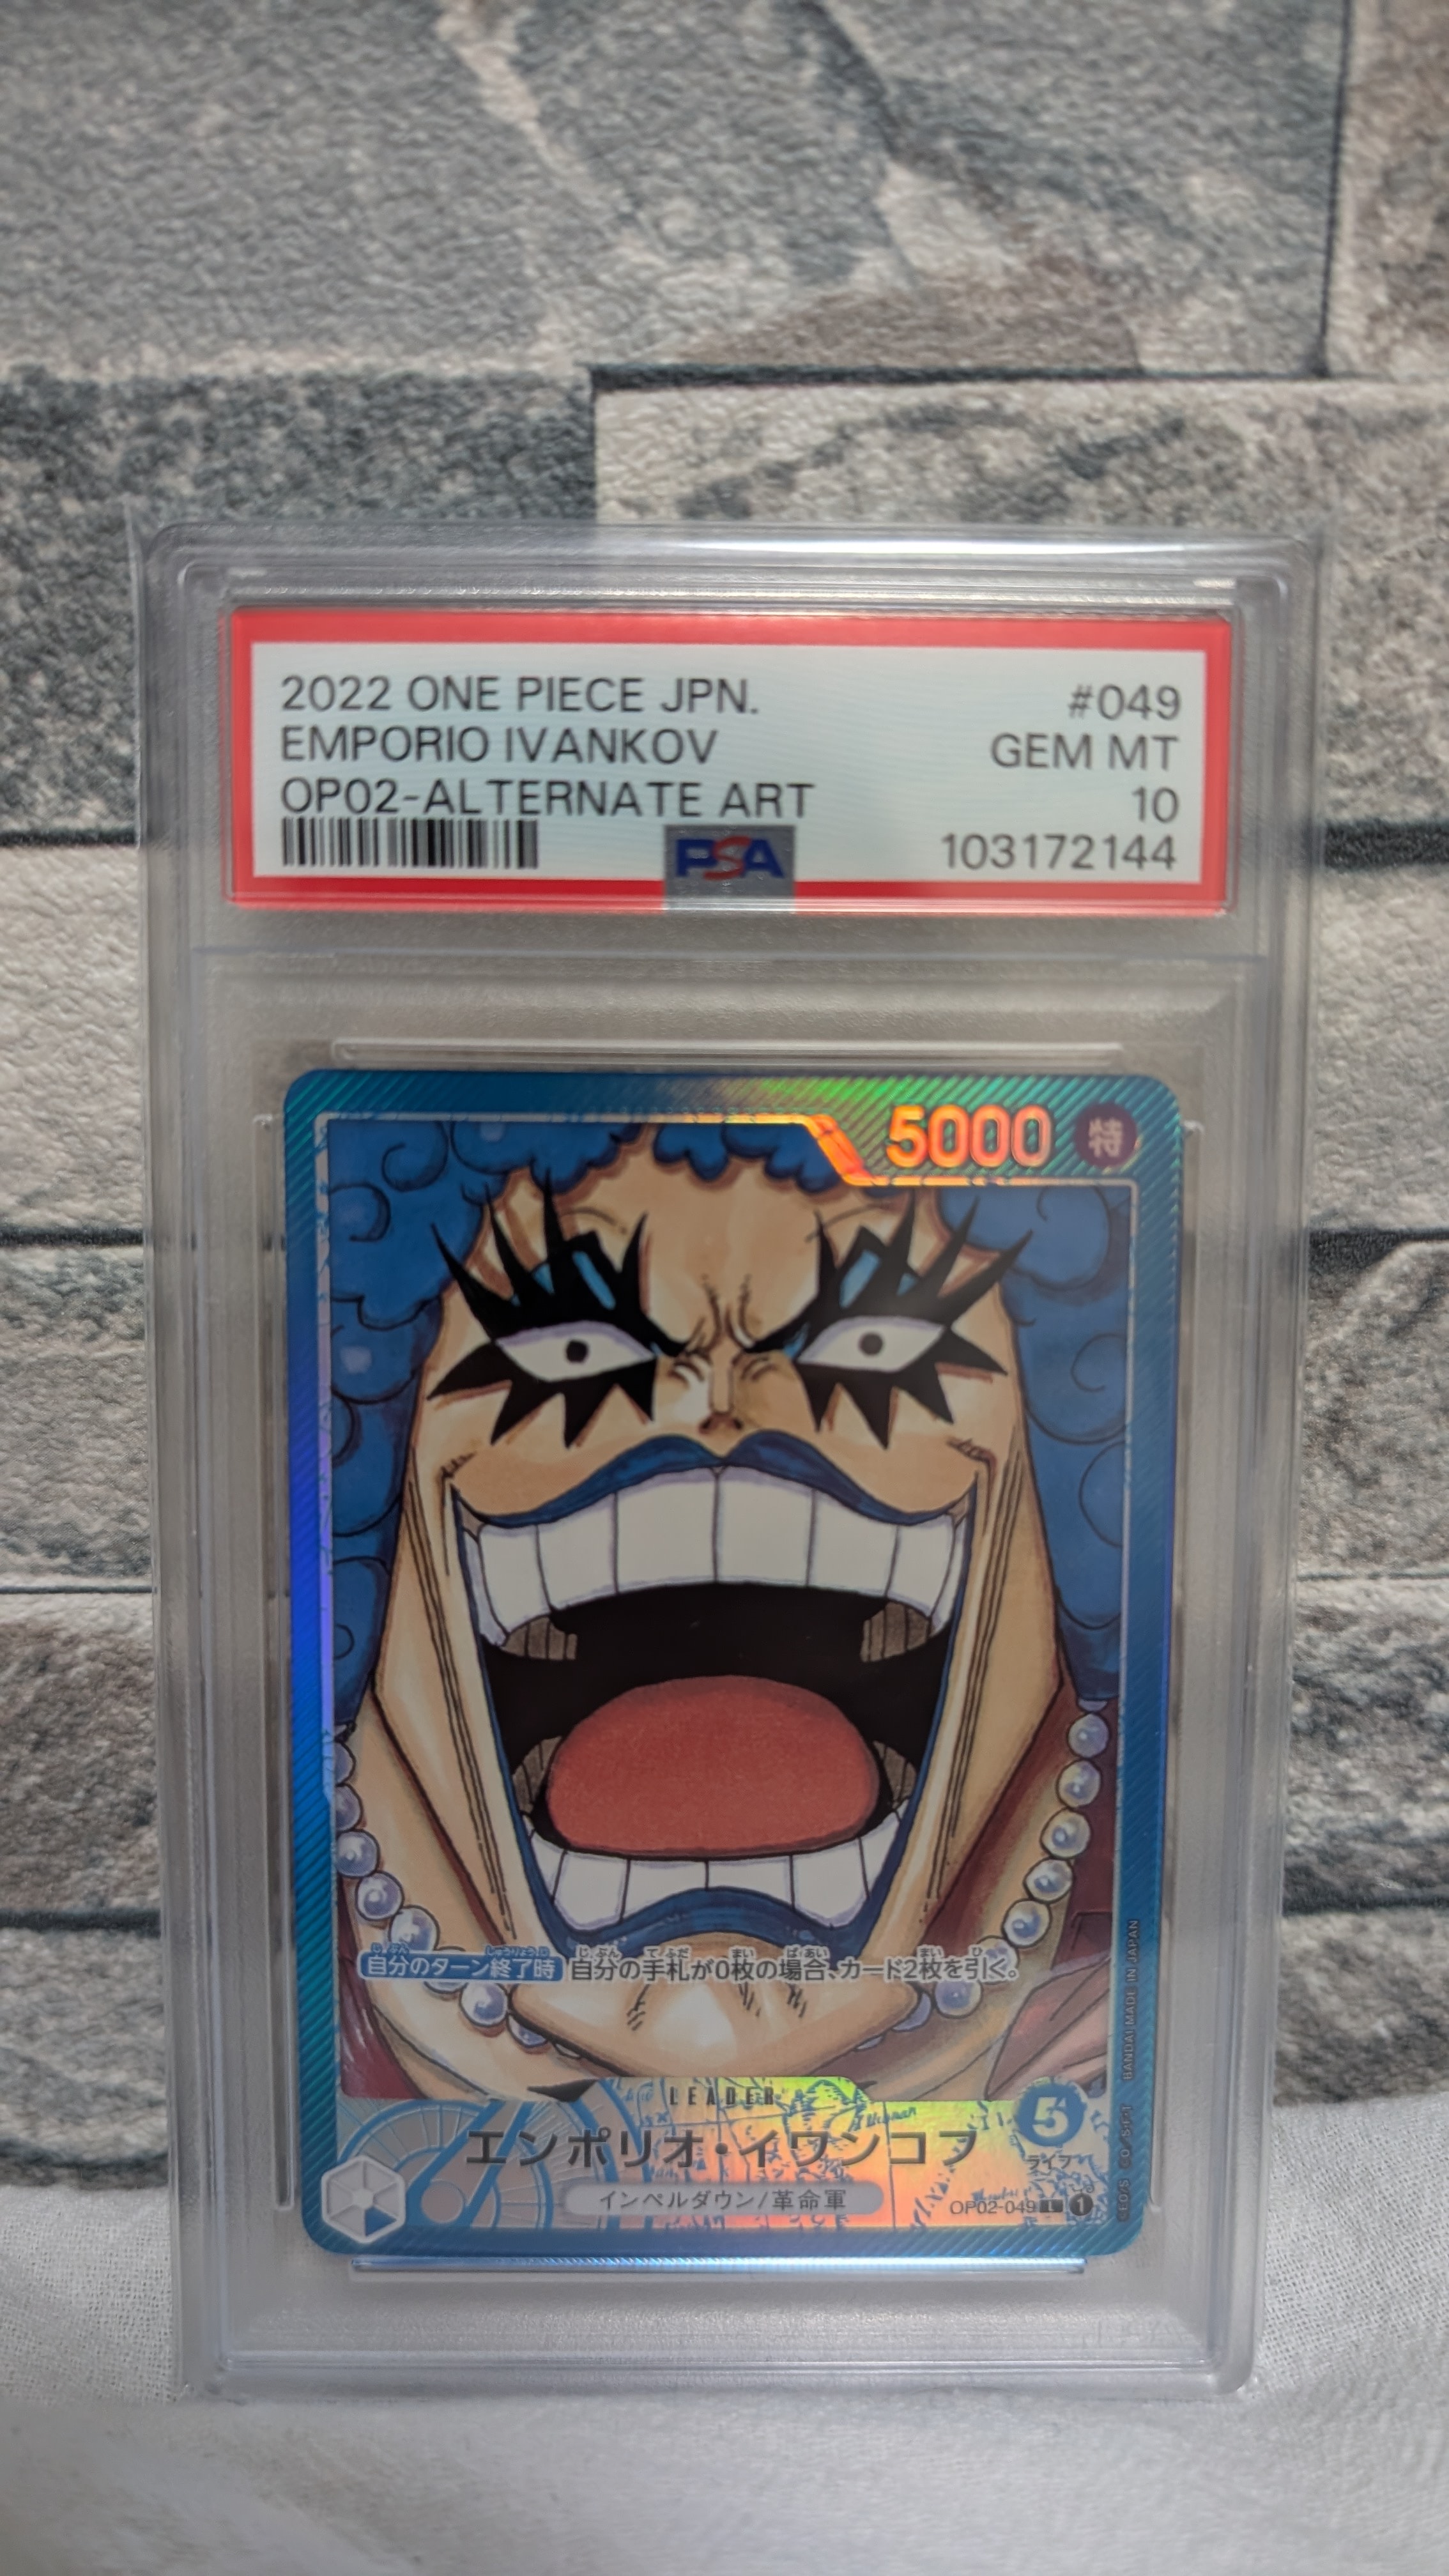 2022 ONE PIECE JPN. #049
EMPORIO IVANKOV GEM MT
OP02-ALTERNATE ART 10
PSA 103172144
5000 特
自分のターン終了時 自分の手札が0枚の場合、カード2枚を引く。
LEADER
エンポリオ・イワンコフ
5
ライフ
インペルダウン/革命軍
OP02-049 L 1
BANDAI MADE IN JAPAN